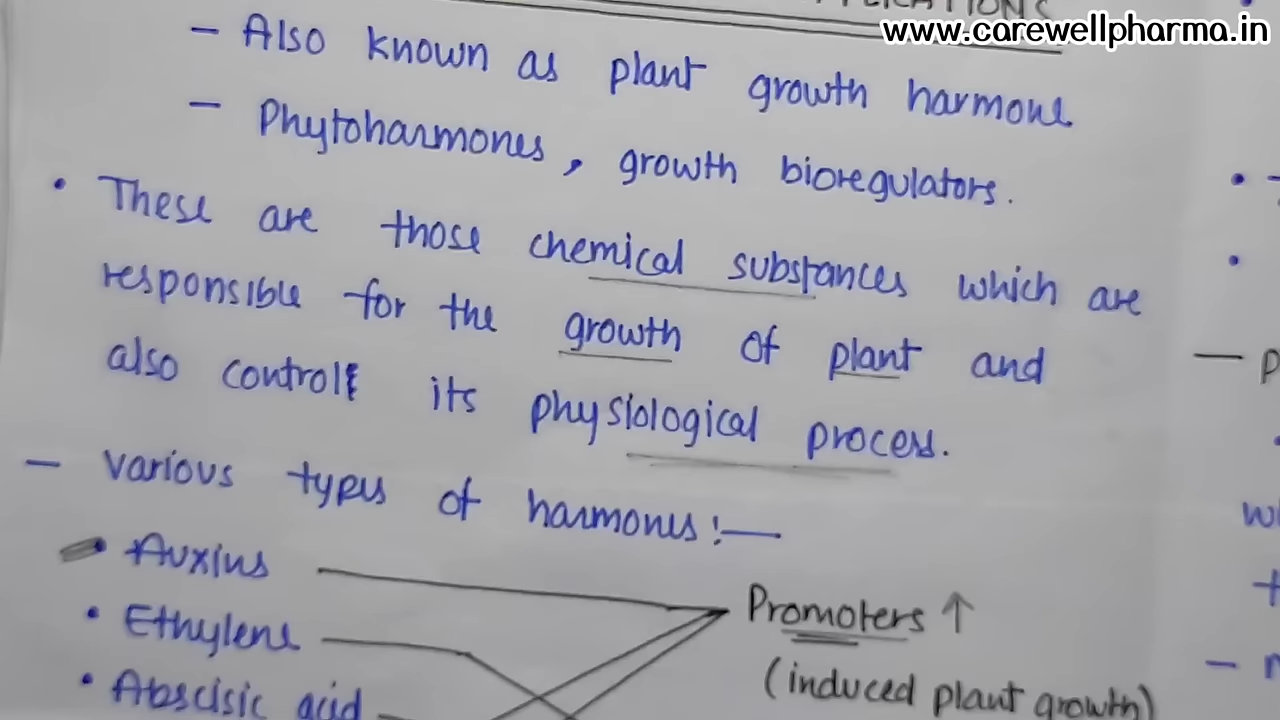 www.carewellpharma.in
- Also known as plant growth harmone
- Phytoharmones, growth bioregulators.
• These are those chemical substances which are
responsible for the growth of plant and
also control its physiological process.
- various types of harmones:-
• Auxins
Promoters ↑
• Ethylene
(induced plant growth)
• Abscisic acid